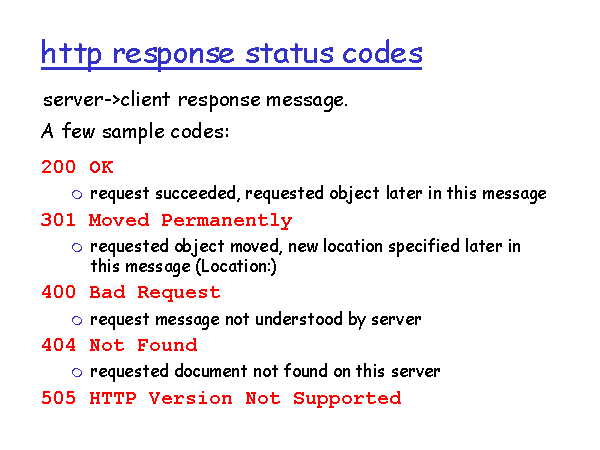 http response status codes
server->client response message.
A few sample codes:
200 OK
request succeeded, requested object later in this message
301 Moved Permanently
requested object moved, new location specified later in
this message (Location:)
400 Bad Request
request message not understood by server
404 Not Found
requested document not found on this server
505 HTTP Version Not Supported